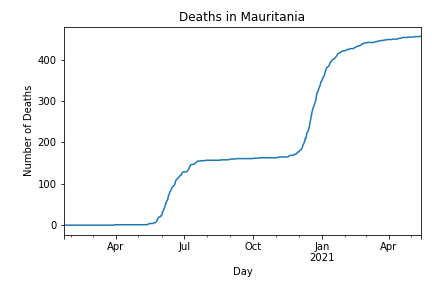 Deaths in Mauritania
Number of Deaths
400
300
200
100
0
Apr Jul Oct Jan Apr
2021
Day